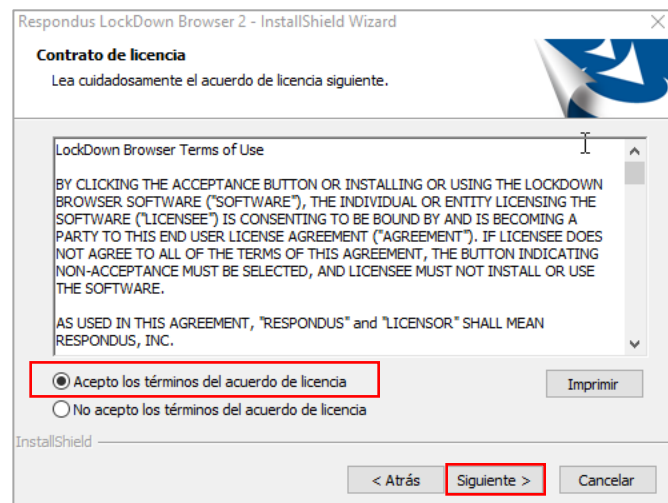 Respondus LockDown Browser 2 - InstallShield Wizard
Contrato de licencia
Lea cuidadosamente el acuerdo de licencia siguiente.
LockDown Browser Terms of Use
BY CLICKING THE ACCEPTANCE BUTTON OR INSTALLING OR USING THE LOCKDOWN
BROWSER SOFTWARE ("SOFTWARE"), THE INDIVIDUAL OR ENTITY LICENSING THE
SOFTWARE ("LICENSEE") IS CONSENTING TO BE BOUND BY AND IS BECOMING A
PARTY TO THIS END USER LICENSE AGREEMENT ("AGREEMENT"). IF LICENSEE DOES
NOT AGREE TO ALL OF THE TERMS OF THIS AGREEMENT, THE BUTTON INDICATING
NON-ACCEPTANCE MUST BE SELECTED, AND LICENSEE MUST NOT INSTALL OR USE
THE SOFTWARE.
AS USED IN THIS AGREEMENT, "RESPONDUS" and "LICENSOR" SHALL MEAN
RESPONDUS, INC.
Acepto los términos del acuerdo de licencia
Imprimir
No acepto los términos del acuerdo de licencia
InstallShield
< Atrás Siguiente > Cancelar